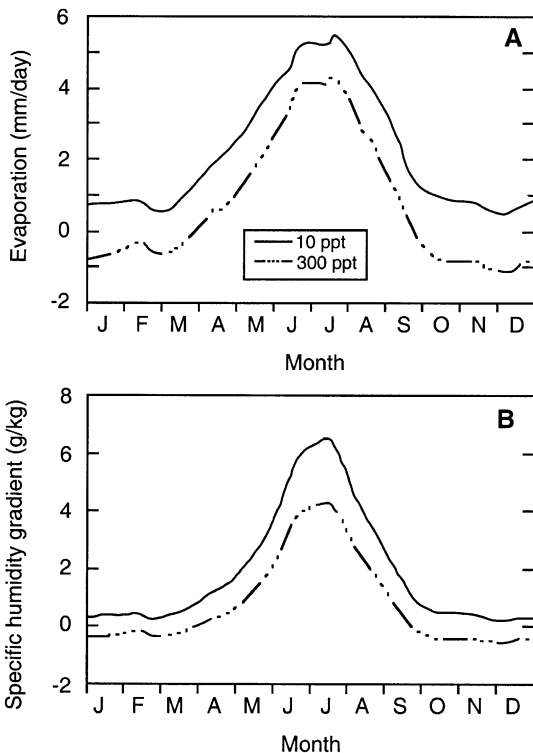 A
Evaporation (mm/day)
6
4
2
0
-2
10 ppt
300 ppt
J F M A M J J A S O N D
Month
B
Specific humidity gradient (g/kg)
8
6
4
2
0
-2
J F M A M J J A S O N D
Month